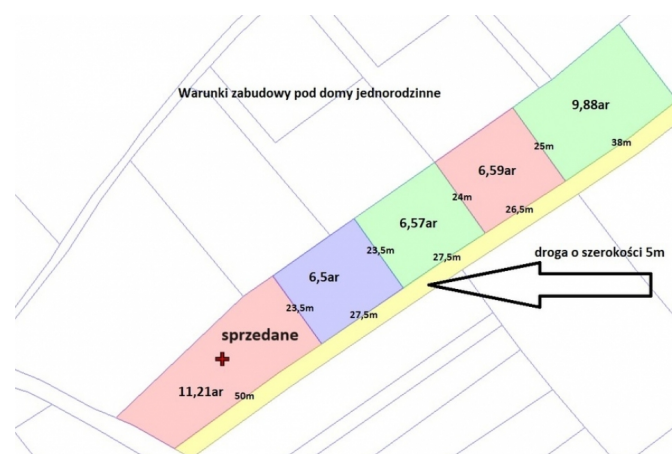 Warunki zabudowy pod domy jednorodzinne
9,88ar
25m
38m
6,59ar
24m
26,5m
6,57ar
23,5m
27,5m
droga o szerokości 5m
6,5ar
23,5m
27,5m
sprzedane
11,21ar
50m